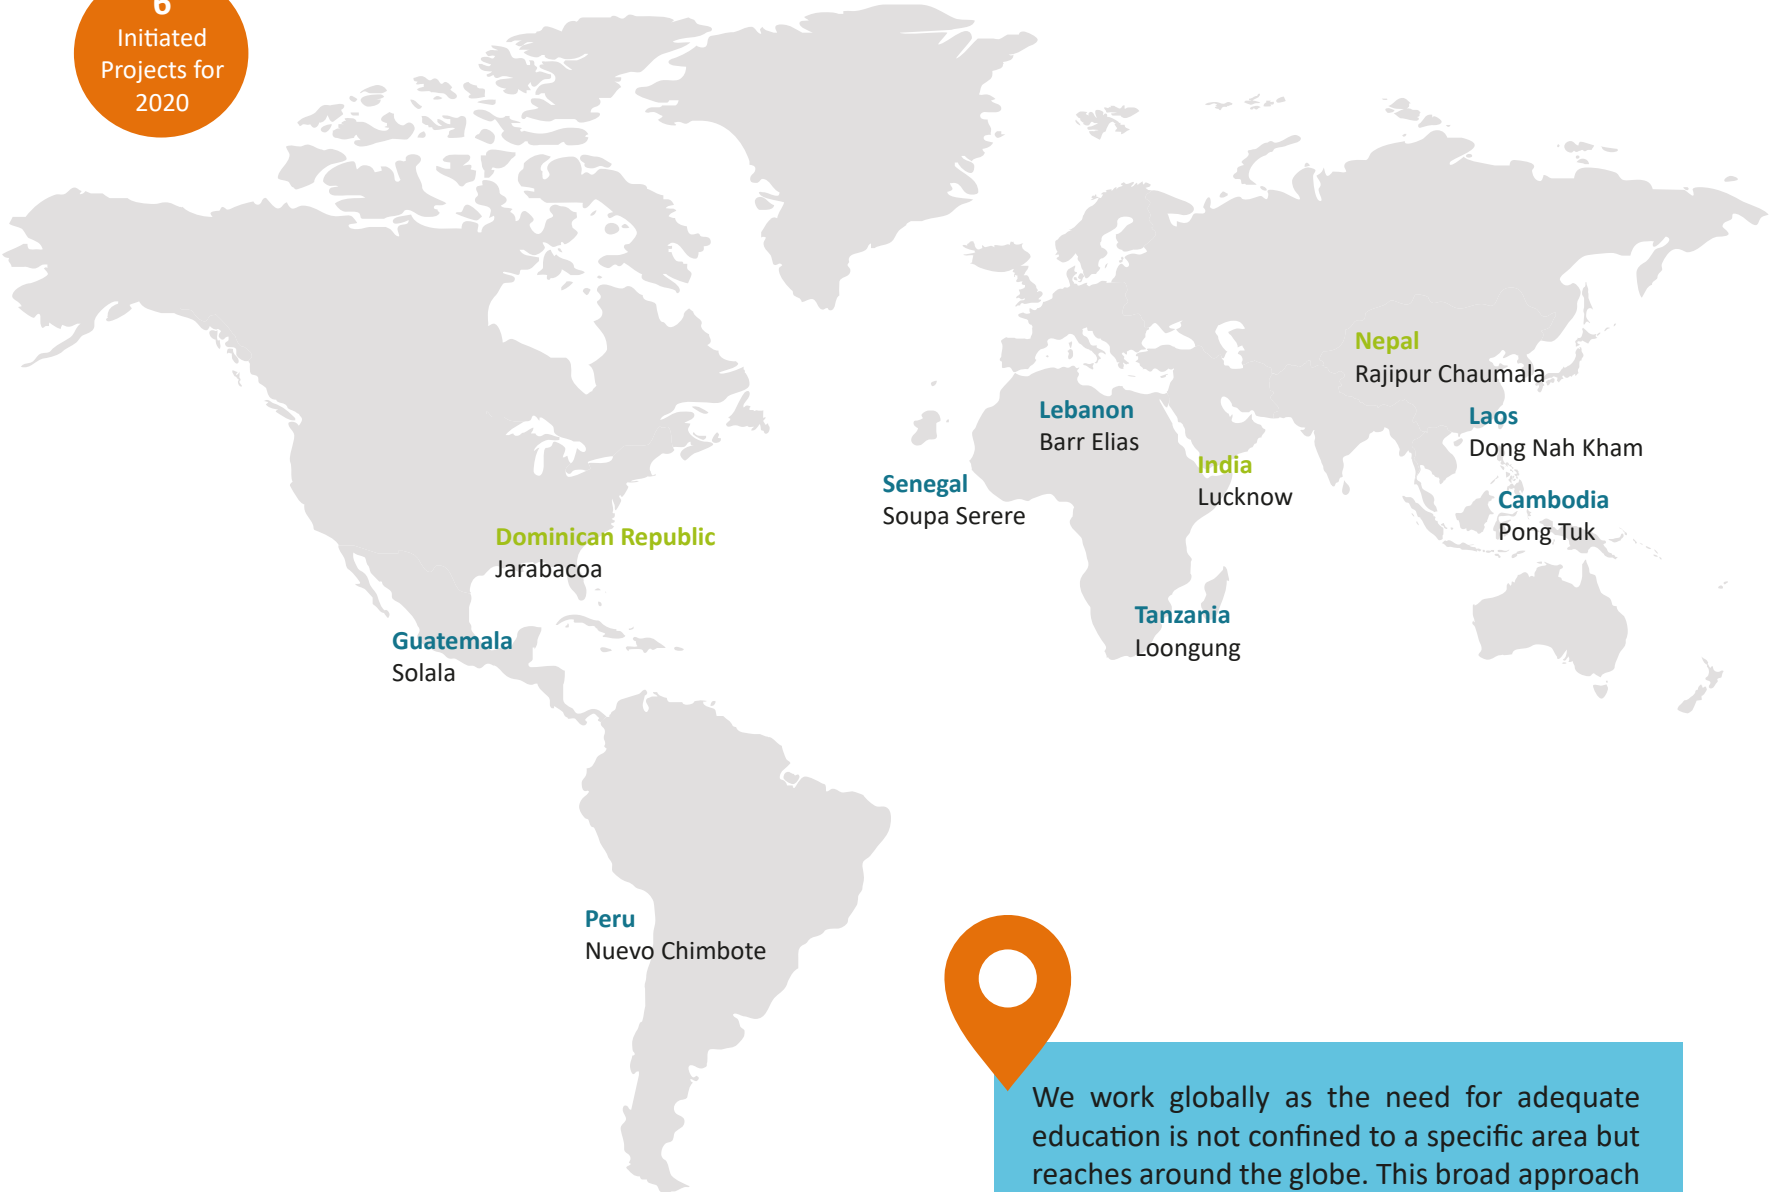 6
Initiated
Projects for
2020
Nepal
Rajipur Chaumala
Lebanon
Barr Elias
Laos
Dong Nah Kham
India
Lucknow
Senegal
Soupa Serere
Cambodia
Pong Tuk
Dominican Republic
Jarabacoa
Tanzania
Loongung
Guatemala
Solala
Peru
Nuevo Chimbote
We work globally as the need for adequate
education is not confined to a specific area but
reaches around the globe. This broad approach